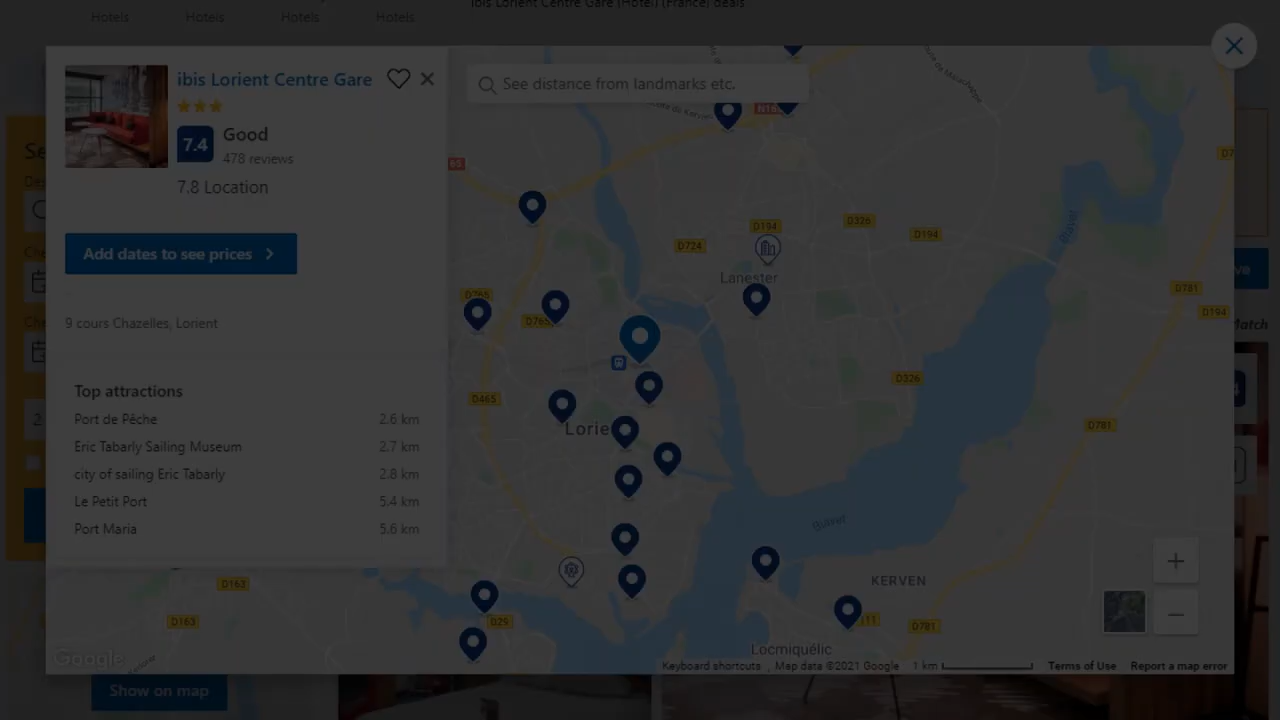 ibis Lorient Centre Gare (Hotel) (France) deals
Hotels
Hotels
Hotels
Hotels
ibis Lorient Centre Gare
7.4
Good
478 reviews
7.8 Location
Add dates to see prices
9 cours Chazelles, Lorient
Top attractions
Port de Pêche 2.6 km
Eric Tabarly Sailing Museum 2.7 km
city of sailing Eric Tabarly 2.8 km
Le Petit Port 5.4 km
Port Maria 5.6 km
See distance from landmarks etc.
N165
65
D194
D326
D724
D194
Lanester
Blavet
D781
D194
D765
D765
D326
D465
D781
Lorie
Blavet
KERVEN
D163
D163
D29
11
D781
Locmiquélic
Google
Keyboard shortcuts
Map data ©2021 Google
1 km
Terms of Use
Report a map error
Show on map